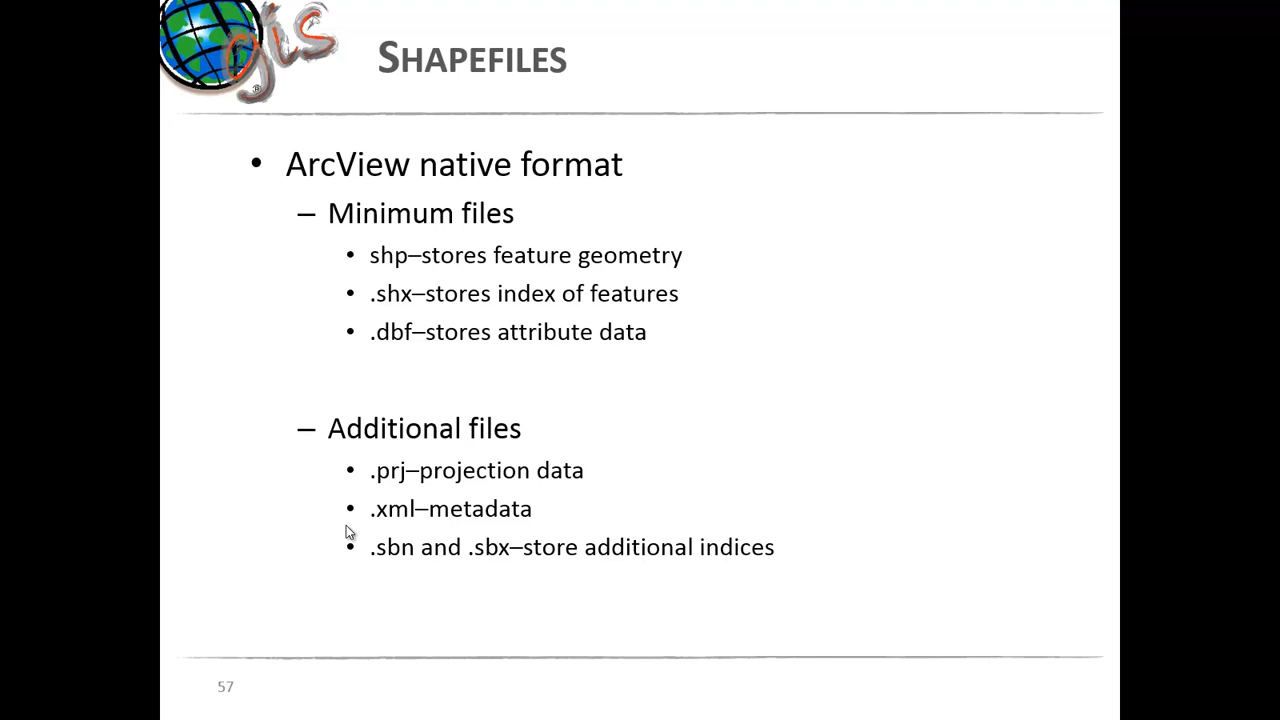 gis
®
SHAPEFILES
• ArcView native format
– Minimum files
• shp–stores feature geometry
• .shx–stores index of features
• .dbf–stores attribute data
– Additional files
• .prj–projection data
• .xml–metadata
• .sbn and .sbx–store additional indices
57